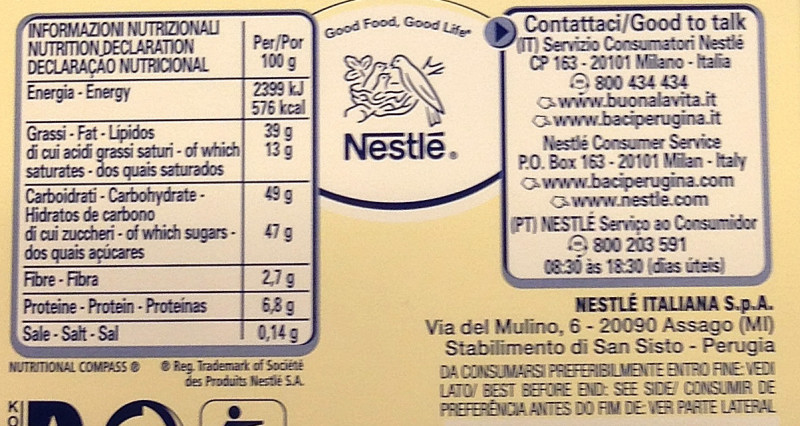 INFORMAZIONI NUTRIZIONALI
NUTRITION DECLARATION
DECLARAÇÃO NUTRICIONAL
Per/Por
100 g
Energia - Energy
2399 kJ
576 kcal
Grassi - Fat - Lípidos
39 g
di cui acidi grassi saturi - of which
13 g
saturates - dos quais saturados
Carboidrati - Carbohydrate -
49 g
Hidratos de carbono
di cui zuccheri - of which sugars -
47 g
dos quais açúcares
Fibre - Fibra
2,7 g
Proteine - Protein - Proteínas
6,8 g
Sale - Salt - Sal
0,14 g
NUTRITIONAL COMPASS ®
® Reg. Trademark of Société
des Produits Nestlé S.A.
Good Food, Good Life®
Nestlé®
Contattaci/Good to talk
(IT) Servizio Consumatori Nestlé
CP 163 - 20101 Milano - Italia
800 434 434
www.buonalavita.it
www.baciperugina.it
Nestlé Consumer Service
P.O. Box 163 - 20101 Milan - Italy
www.baciperugina.com
www.nestle.com
(PT) NESTLÉ Serviço ao Consumidor
800 203 591
08:30 às 18:30 (dias úteis)
NESTLÉ ITALIANA S.p.A.
Via del Mulino, 6 - 20090 Assago (MI)
Stabilimento di San Sisto - Perugia
DA CONSUMARSI PREFERIBILMENTE ENTRO FINE: VEDI
LATO/ BEST BEFORE END: SEE SIDE/ CONSUMIR DE
PREFERÊNCIA ANTES DO FIM DE: VER PARTE LATERAL